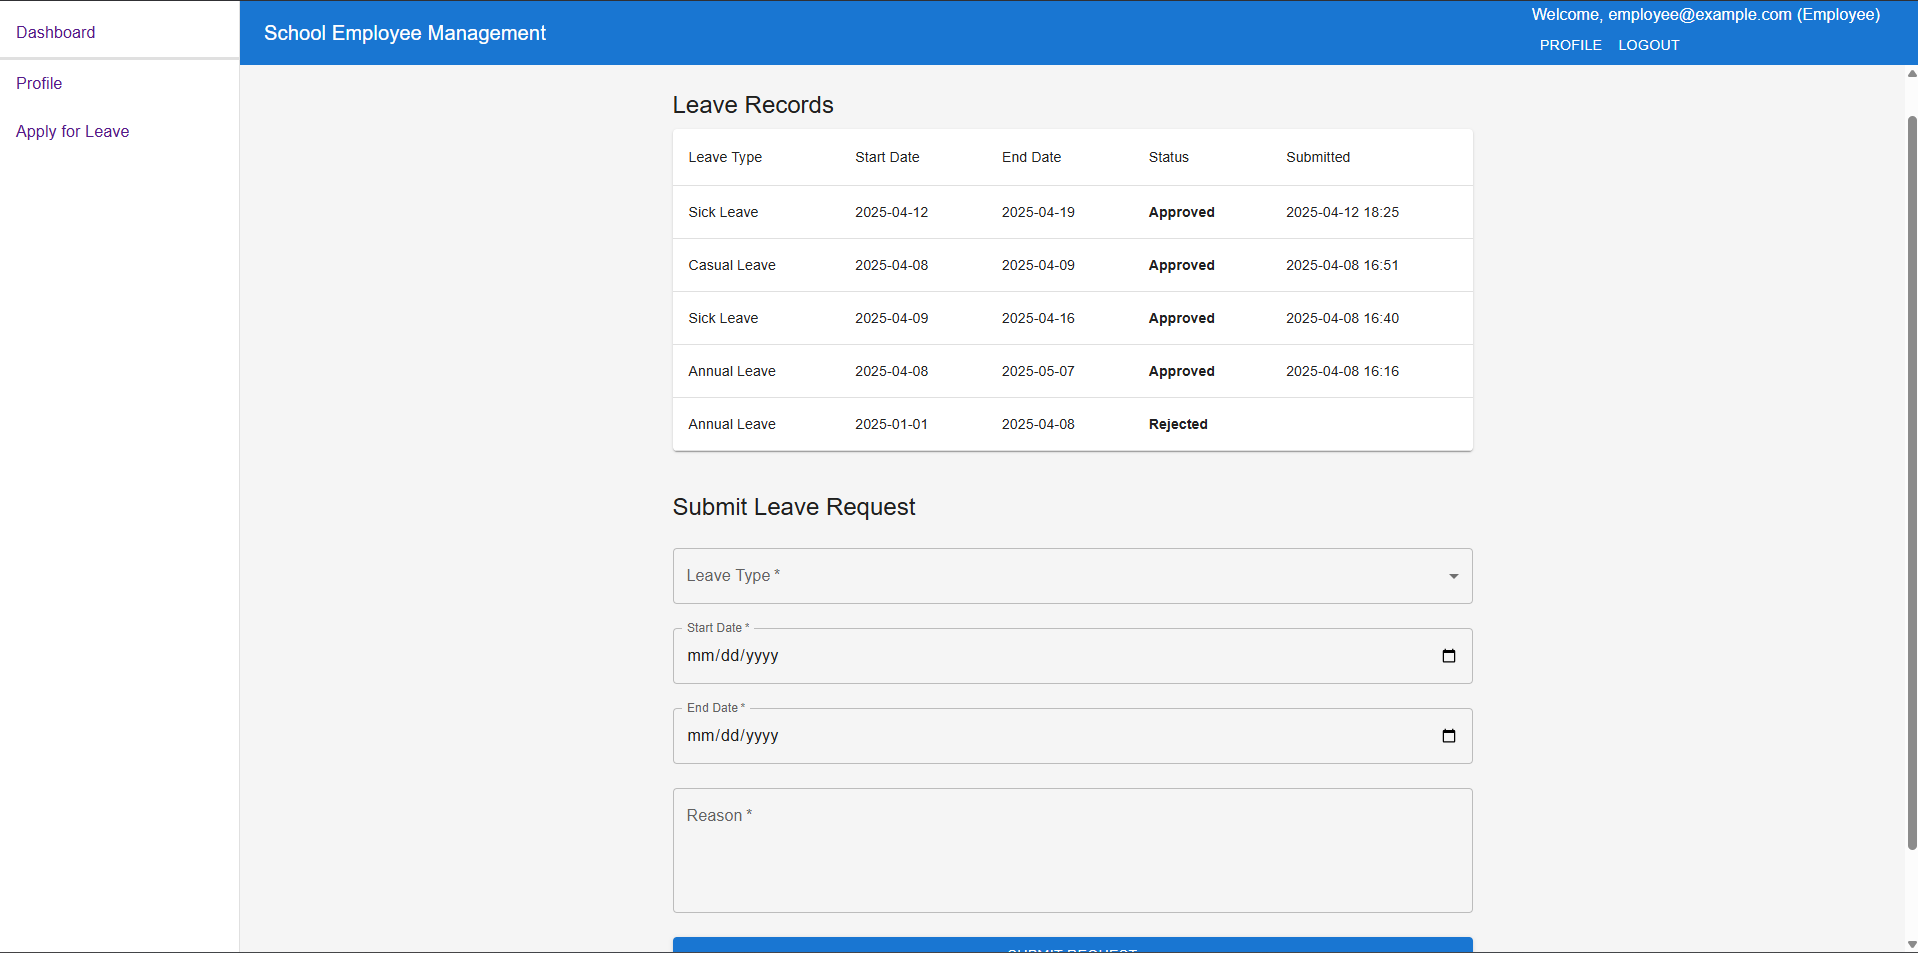 Dashboard
Profile
Apply for Leave
School Employee Management
Welcome, employee@example.com (Employee)
PROFILE LOGOUT
Leave Records
Leave Type Start Date End Date Status Submitted
Sick Leave 2025-04-12 2025-04-19 Approved 2025-04-12 18:25
Casual Leave 2025-04-08 2025-04-09 Approved 2025-04-08 16:51
Sick Leave 2025-04-09 2025-04-16 Approved 2025-04-08 16:40
Annual Leave 2025-04-08 2025-05-07 Approved 2025-04-08 16:16
Annual Leave 2025-01-01 2025-04-08 Rejected
Submit Leave Request
Leave Type *
Start Date *
mm/dd/yyyy
End Date *
mm/dd/yyyy
Reason *
SUBMIT REQUEST